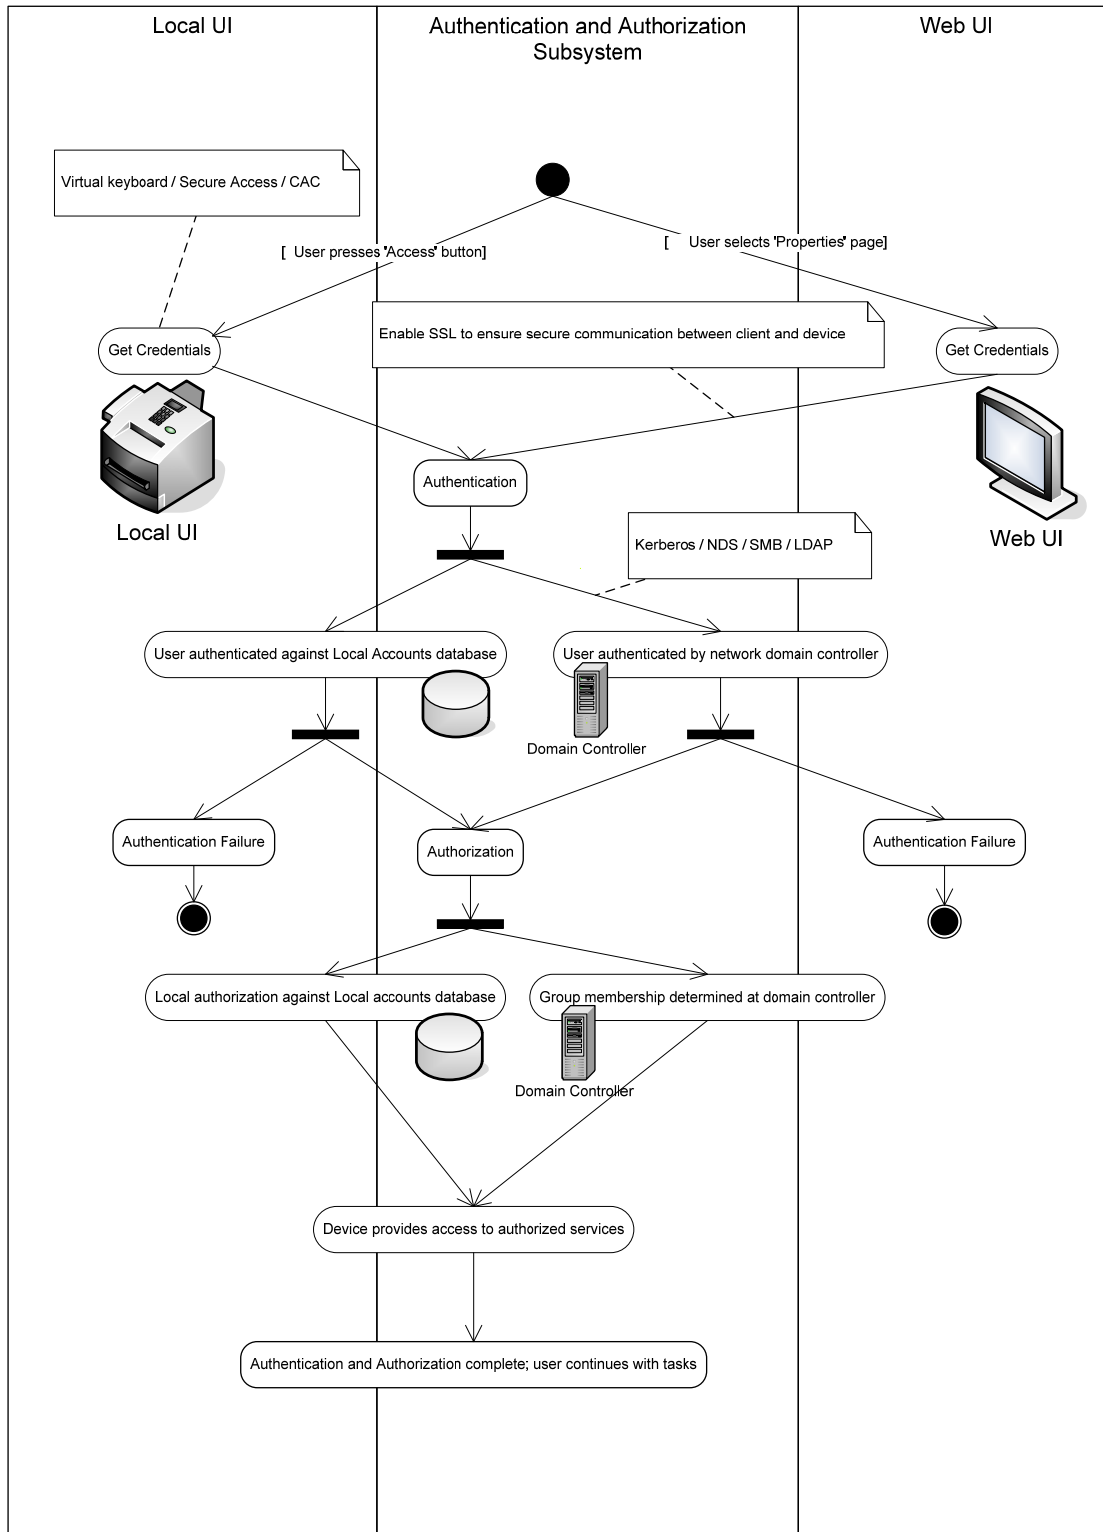 Local UI
Authentication and Authorization
Subsystem
Web UI
Virtual keyboard / Secure Access / CAC
[ User presses 'Access' button]
[ User selects 'Properties' page]
Enable SSL to ensure secure communication between client and device
Get Credentials
Get Credentials
Authentication
Local UI
Web UI
Kerberos / NDS / SMB / LDAP
User authenticated against Local Accounts database
User authenticated by network domain controller
Domain Controller
Authentication Failure
Authorization
Authentication Failure
Local authorization against Local accounts database
Group membership determined at domain controller
Domain Controller
Device provides access to authorized services
Authentication and Authorization complete; user continues with tasks